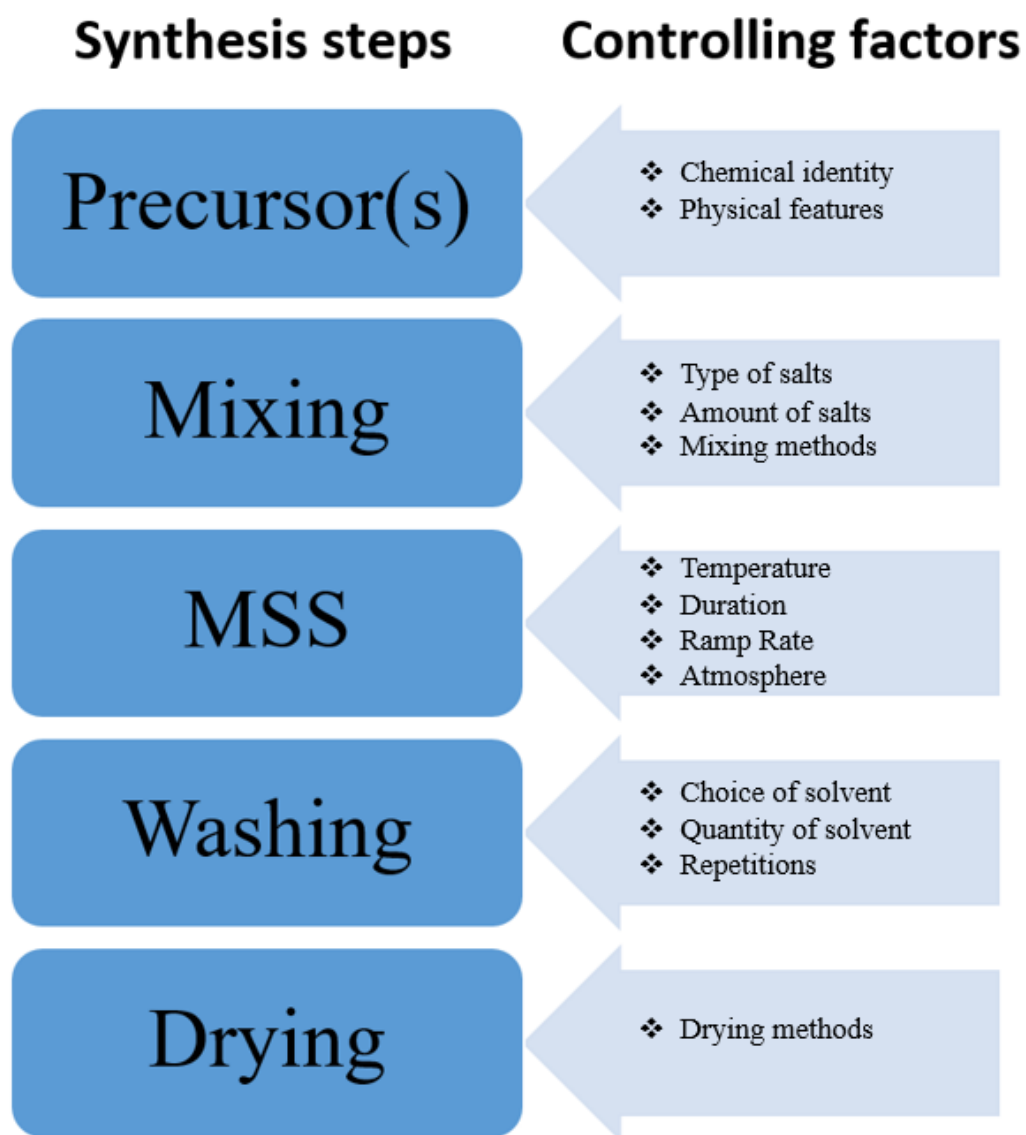 Synthesis steps
Controlling factors
Precursor(s)
❖ Chemical identity
❖ Physical features
Mixing
❖ Type of salts
❖ Amount of salts
❖ Mixing methods
MSS
❖ Temperature
❖ Duration
❖ Ramp Rate
❖ Atmosphere
Washing
❖ Choice of solvent
❖ Quantity of solvent
❖ Repetitions
Drying
❖ Drying methods